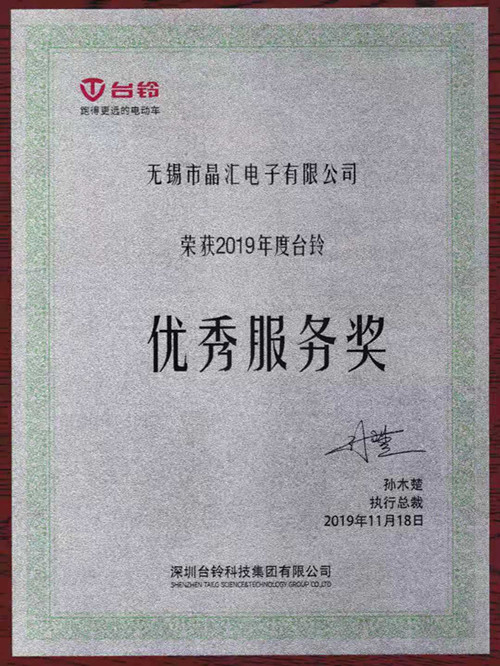 台铃
跑得更远的电动车
无锡市晶汇电子有限公司
荣获2019年度台铃
优秀服务奖
孙木楚
执行总裁
2019年11月18日
深圳台铃科技集团有限公司
SHENZHEN TAILG SCIENCE&TECHNOLOGY GROUP CO.,LTD